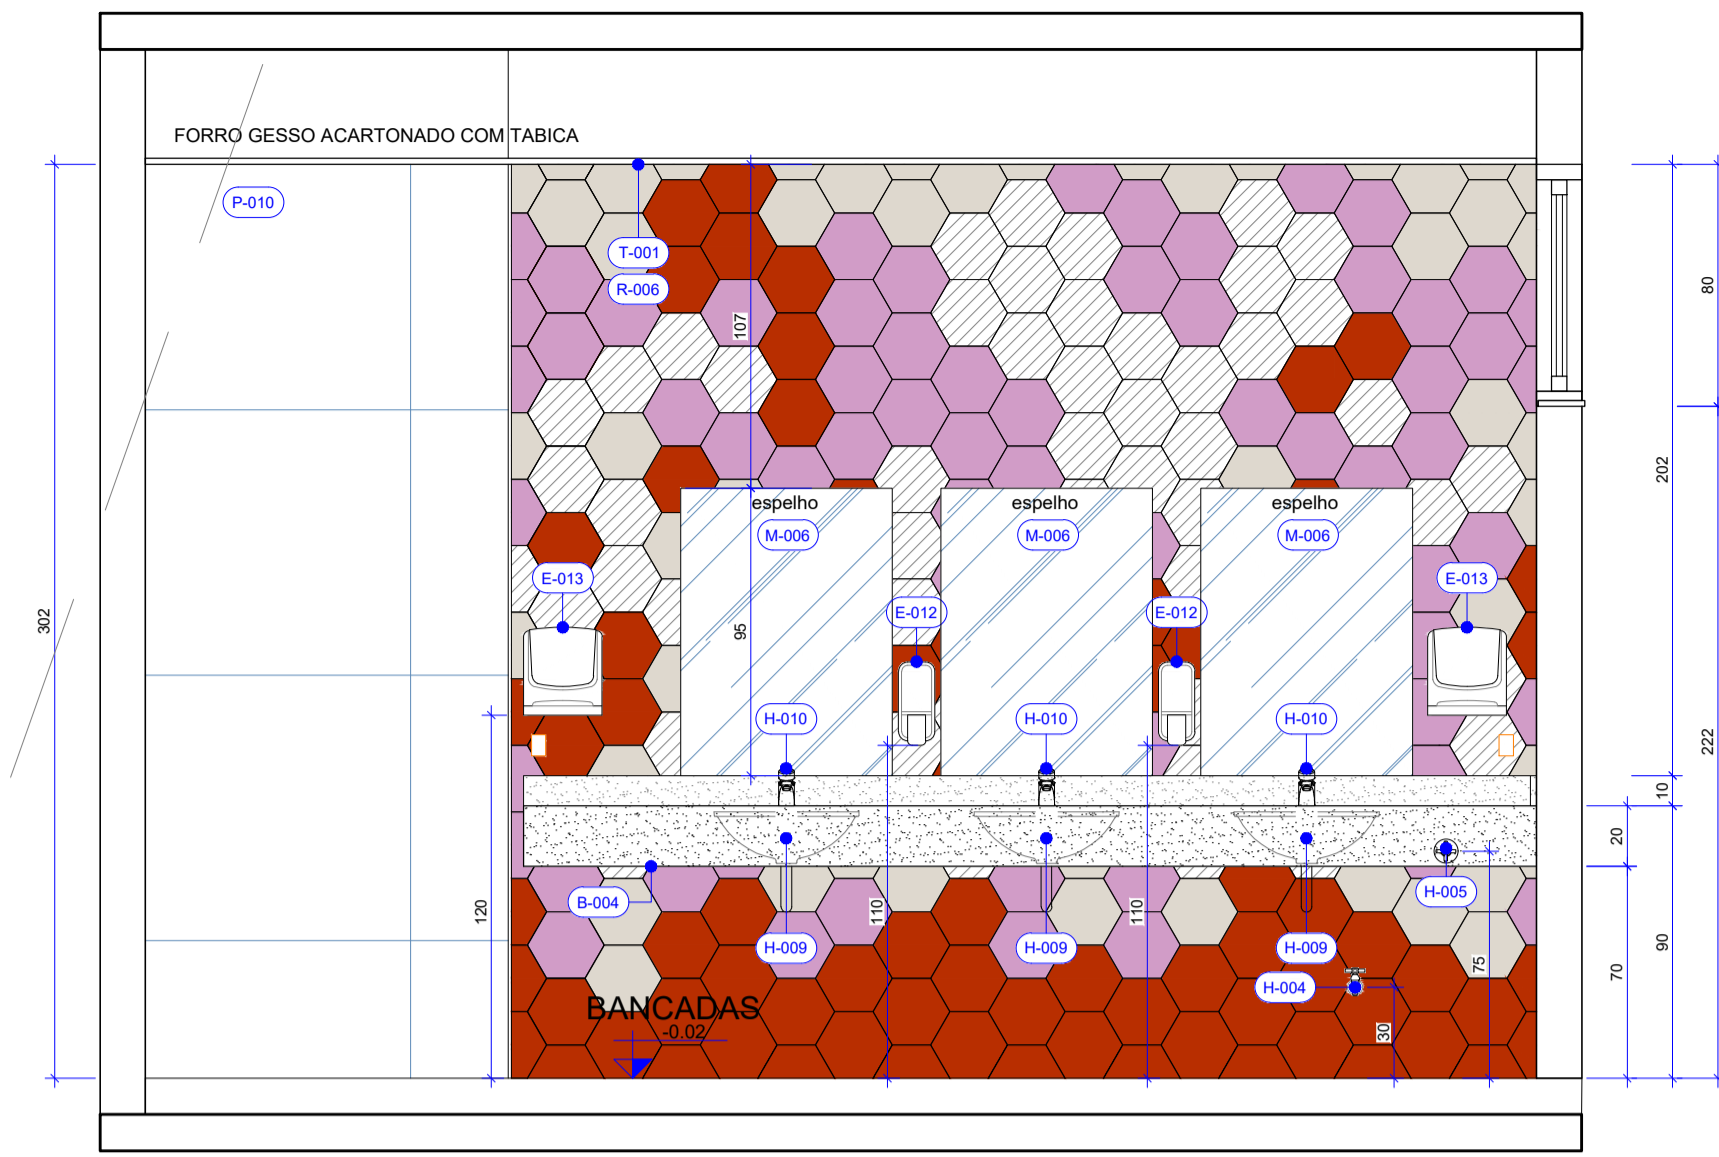 FORRO GESSO ACARTONADO COM TABICA
P-010
T-001
R-006
107
80
202
302
espelho
espelho
espelho
M-006
M-006
M-006
E-013
E-013
E-012
E-012
95
H-010
H-010
H-010
222
10
20
B-004
H-005
120
110
110
H-009
H-009
H-009
90
75
70
H-004
BANCADAS
-0.02
30